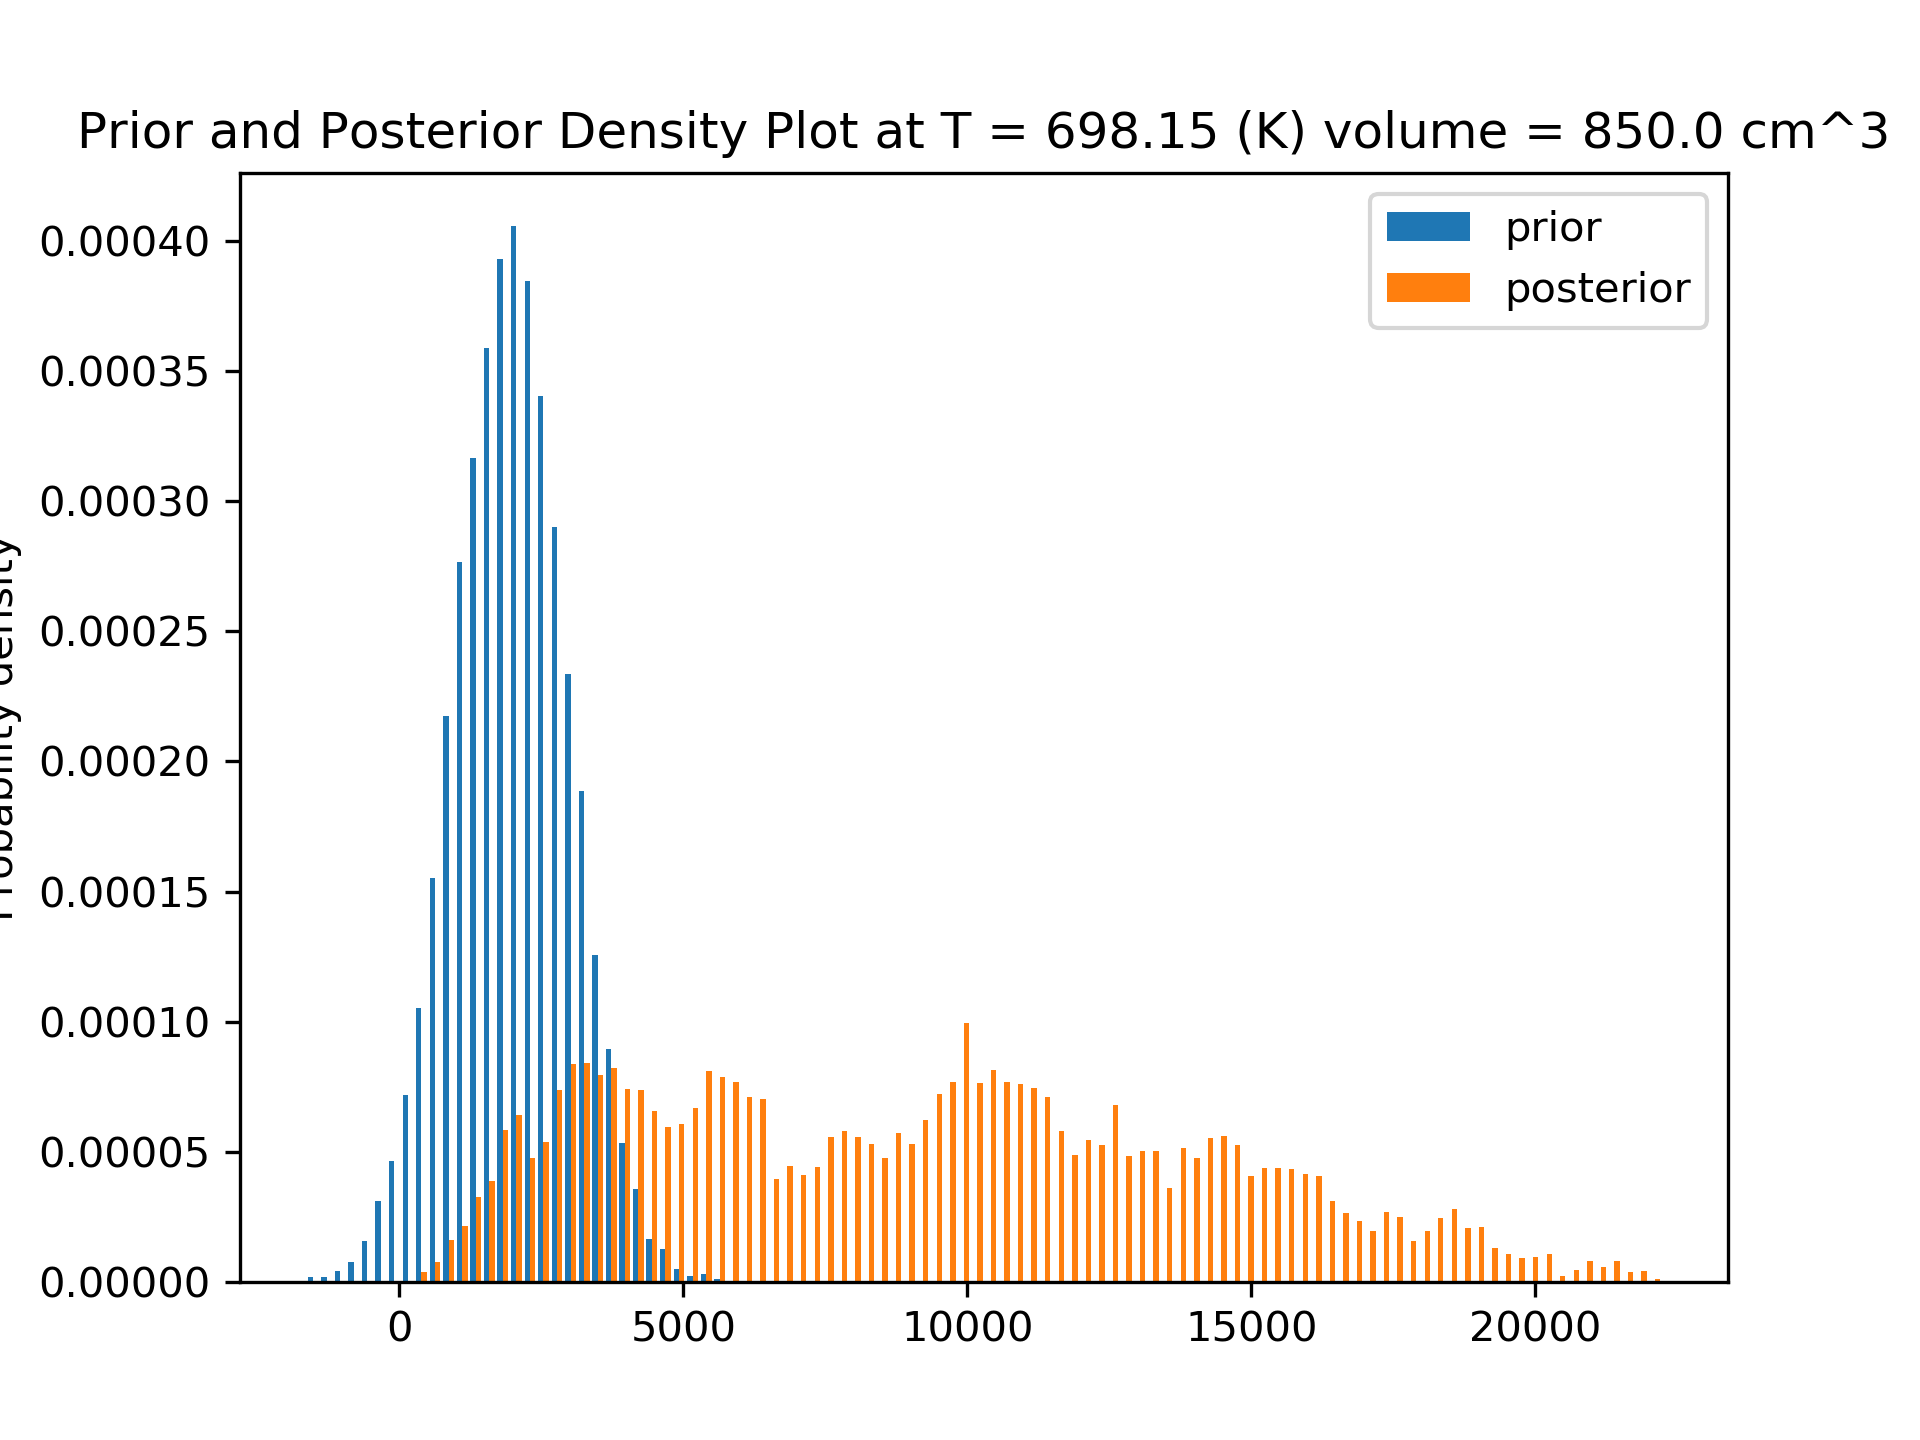 Prior and Posterior Density Plot at T = 698.15 (K) volume = 850.0 cm^3
prior
posterior
0.00040
0.00035
0.00030
0.00025
0.00020
0.00015
0.00010
0.00005
0.00000
Probability density
0 5000 10000 15000 20000